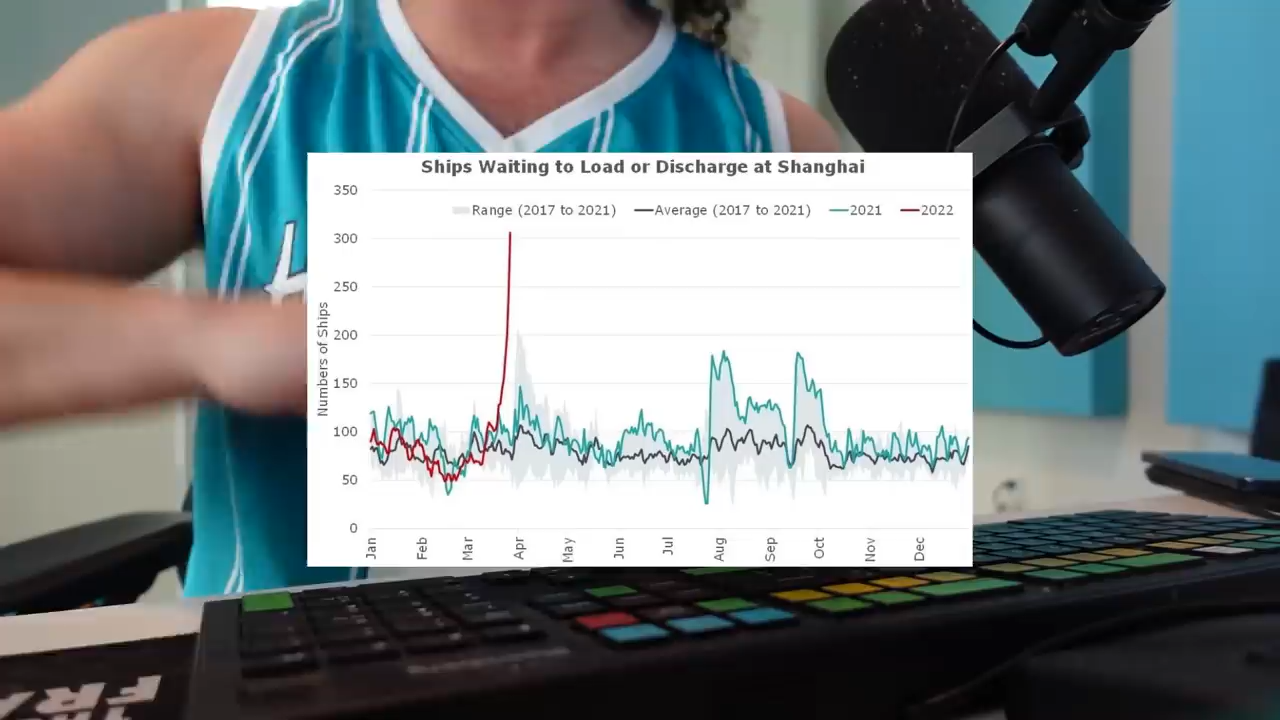 Ships Waiting to Load or Discharge at Shanghai
350
Range (2017 to 2021) Average (2017 to 2021) 2021 2022
300
250
200
150
100
50
0
Numbers of Ships
Jan Feb Mar Apr May Jun Jul Aug Sep Oct Nov Dec